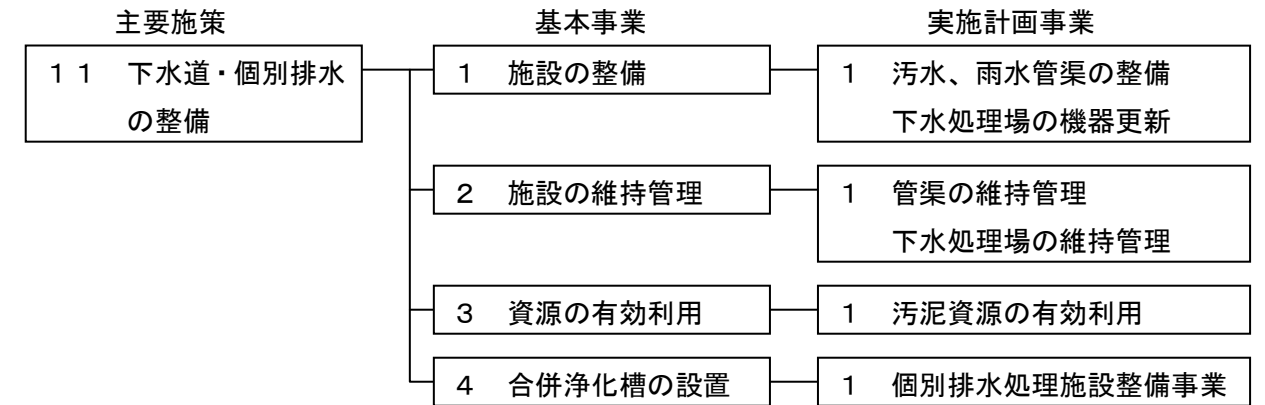 主要施策 基本事業 実施計画事業
11 下水道・個別排水 1 施設の整備 1 汚水、雨水管渠の整備
の整備 下水処理場の機器更新
2 施設の維持管理 1 管渠の維持管理
下水処理場の維持管理
3 資源の有効利用 1 汚泥資源の有効利用
4 合併浄化槽の設置 1 個別排水処理施設整備事業